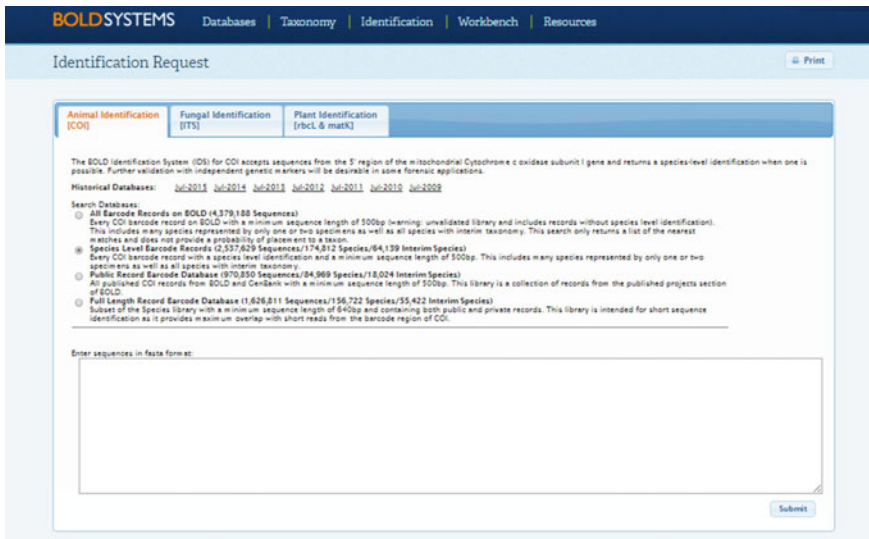 BOLDSYSTEMS Databases | Taxonomy | Identification | Workbench | Resources
Identification Request
Print
Animal Identification [COI]
Fungal Identification [ITS]
Plant Identification [rbcL & matK]
The BOLD Identification System (IDS) for COI accepts sequences from the 5' region of the mitochondrial Cytochrome c oxidase subunit I gene and returns a species-level identification when one is
possible. Further validation with independent genetic markers will be desirable in some forensic applications.
Historical Databases: Jul-2015 Jul-2014 Jul-2013 Jul-2012 Jul-2011 Jul-2010 Jul-2009
Search Databases:
All Barcode Records on BOLD (4,379,188 Sequences)
Every COI barcode record on BOLD with a minimum sequence length of 500bp (warning: unvalidated library and includes records without species level identification).
This includes many species represented by only one or two specimens as well as all species with interim taxonomy. This search only returns a list of the nearest
matches and does not provide a probability of placement to a taxon.
Species Level Barcode Records (2,537,629 Sequences/174,812 Species/64,139 Interim Species)
Every COI barcode record with a species level identification and a minimum sequence length of 500bp. This includes many species represented by only one or two
specimens as well as all species with interim taxonomy.
Public Record Barcode Database (970,850 Sequences/84,969 Species/18,024 Interim Species)
All published COI records from BOLD and GenBank with a minimum sequence length of 500bp. This library is a collection of records from the published projects section
of BOLD.
Full Length Record Barcode Database (1,626,811 Sequences/156,722 Species/55,422 Interim Species)
Subset of the Species library with a minimum sequence length of 640bp and containing both public and private records. This library is intended for short sequence
identification as it provides maximum overlap with short reads from the barcode region of COI.
Enter sequences in fasta format:
Submit